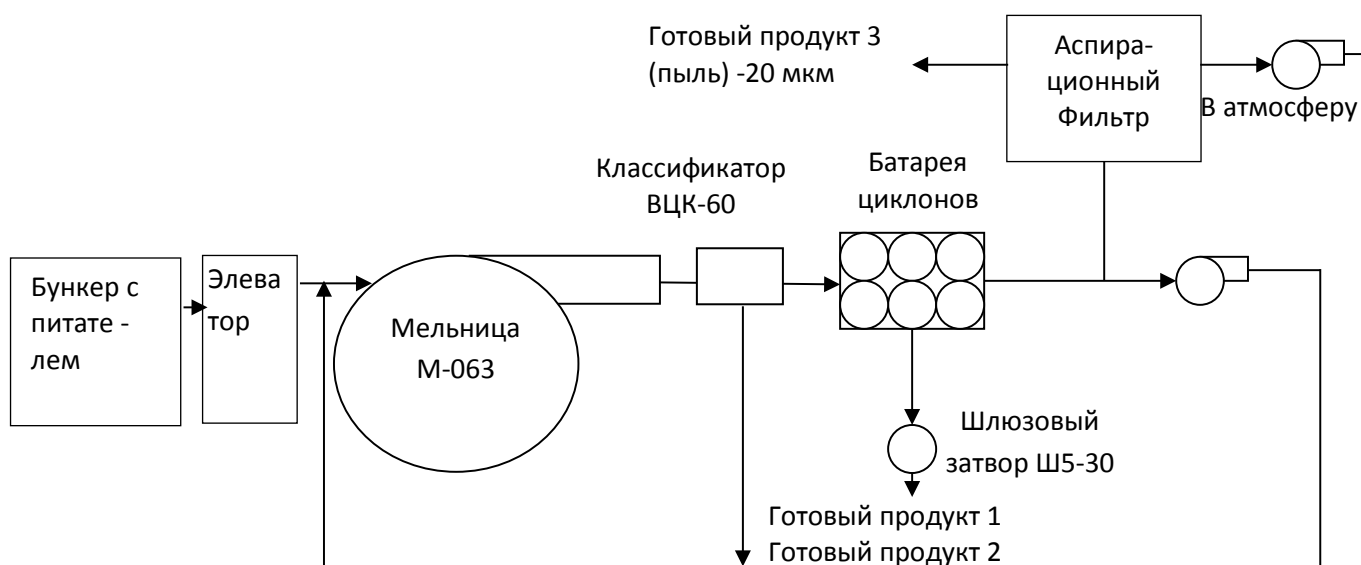 Готовый продукт 3
(пыль) -20 мкм
Аспира-
ционный
Фильтр
В атмосферу
Классификатор
ВЦК-60
Батарея
циклонов
Бункер с
питате -
лем
Элева
тор
Мельница
М-063
Шлюзовый
затвор Ш5-30
Готовый продукт 1
Готовый продукт 2